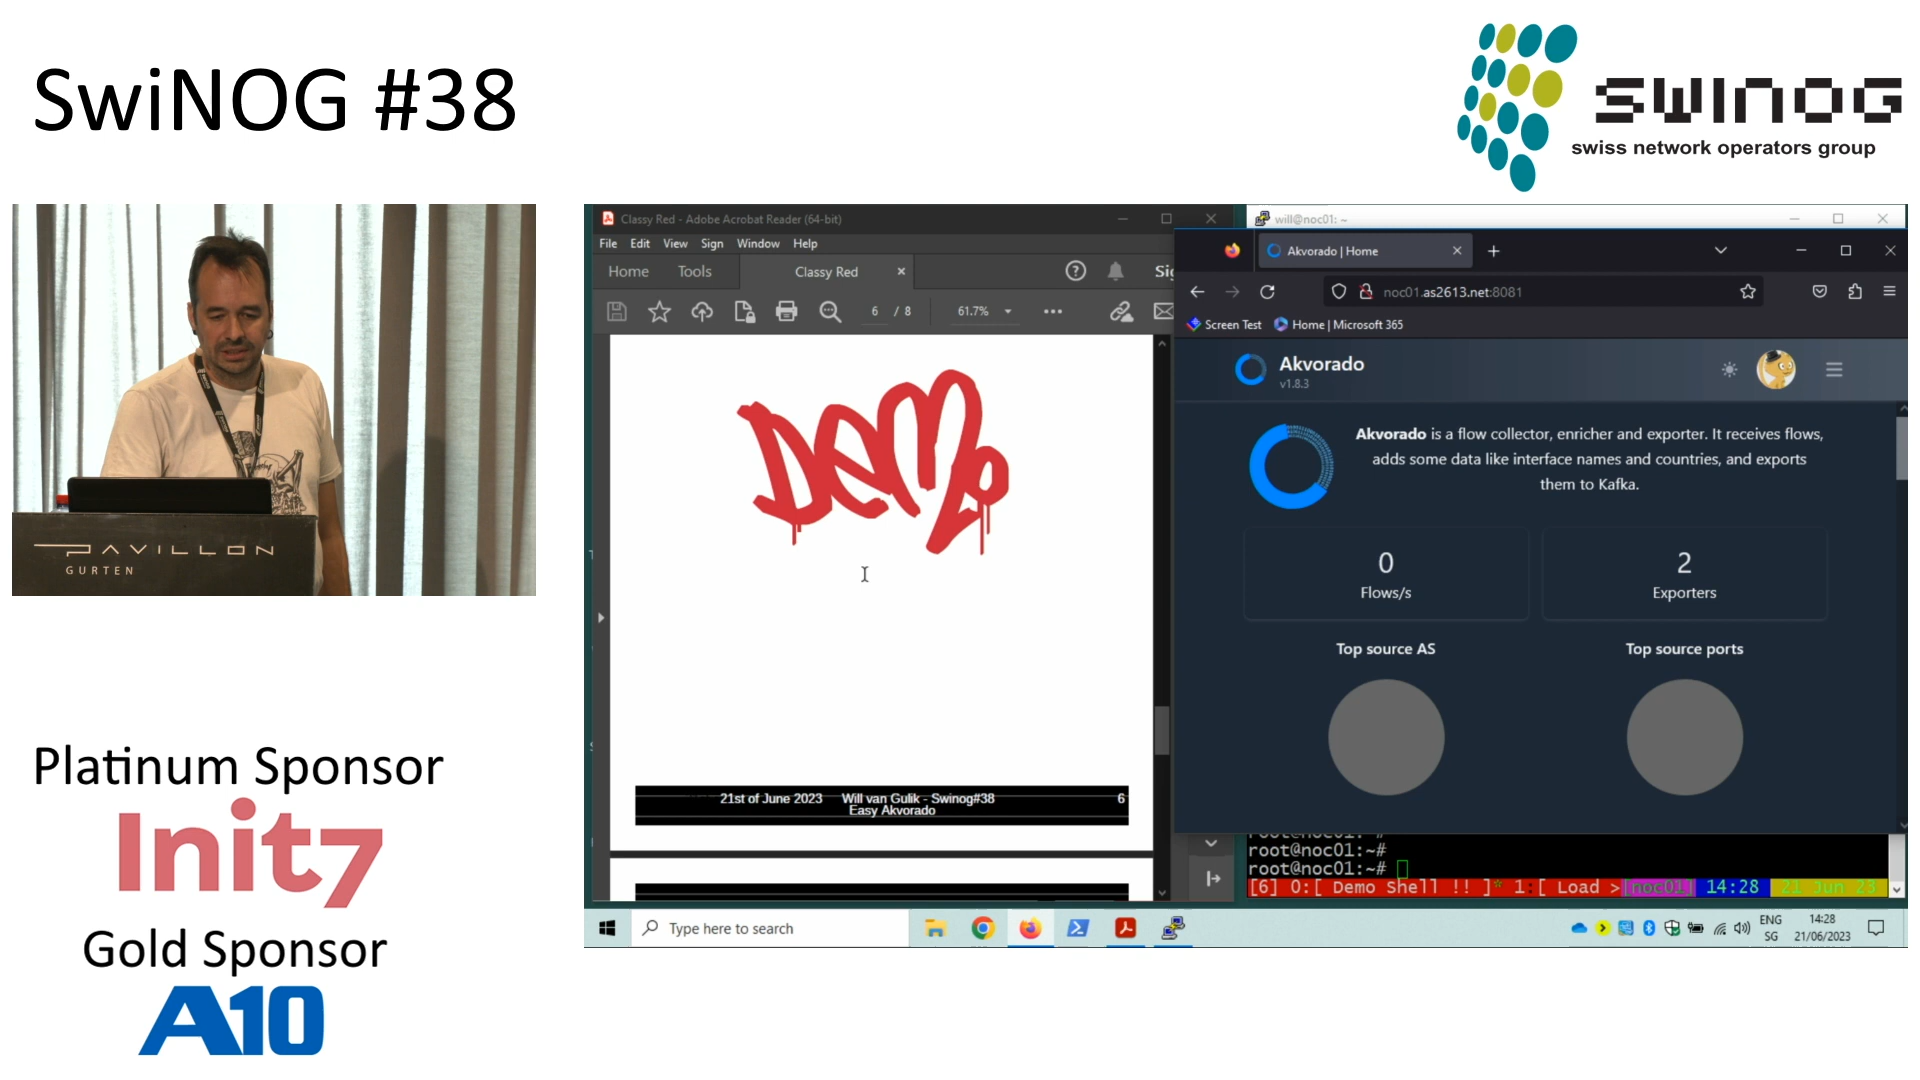 SwiNOG #38
SWINOG
swiss network operators group
PAVILLON
GURTEN
Platinum Sponsor
Init7
Gold Sponsor
A10
Classy Red - Adobe Acrobat Reader (64-bit)
File Edit View Sign Window Help
Home Tools Classy Red
6 / 8 61.7%
Demo
21st of June 2023 Will van Gulik - Swinog#38 6
Easy Akvorado
will@noc01: ~
Akvorado | Home
noc01.as2613.net:8081
Screen Test Home | Microsoft 365
Akvorado
v1.8.3
Akvorado is a flow collector, enricher and exporter. It receives flows,
adds some data like interface names and countries, and exports
them to Kafka.
0 2
Flows/s Exporters
Top source AS Top source ports
root@noc01:~#
root@noc01:~#
[6] 0:[ Demo Shell !! ]* 1:[ Load > [noc01] 14:28 21 Jun 23
Type here to search
ENG 14:28
SG 21/06/2023